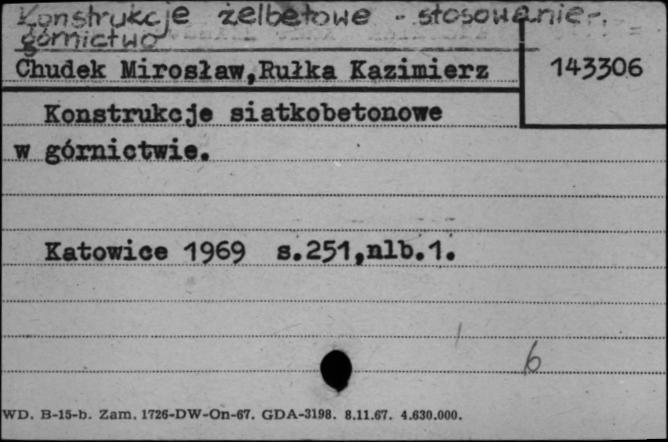 Konstrukcje żelbetowe - stosowanie -
górnictwo
Chudek Mirosław,Rułka Kazimierz
143306
Konstrukcje siatkobetonowe
w górnictwie.
Katowice 1969 s.251,nlb.1.
6
WD. B-15-b. Zam. 1726-DW-On-67. GDA-3198. 8.11.67. 4.630.000.